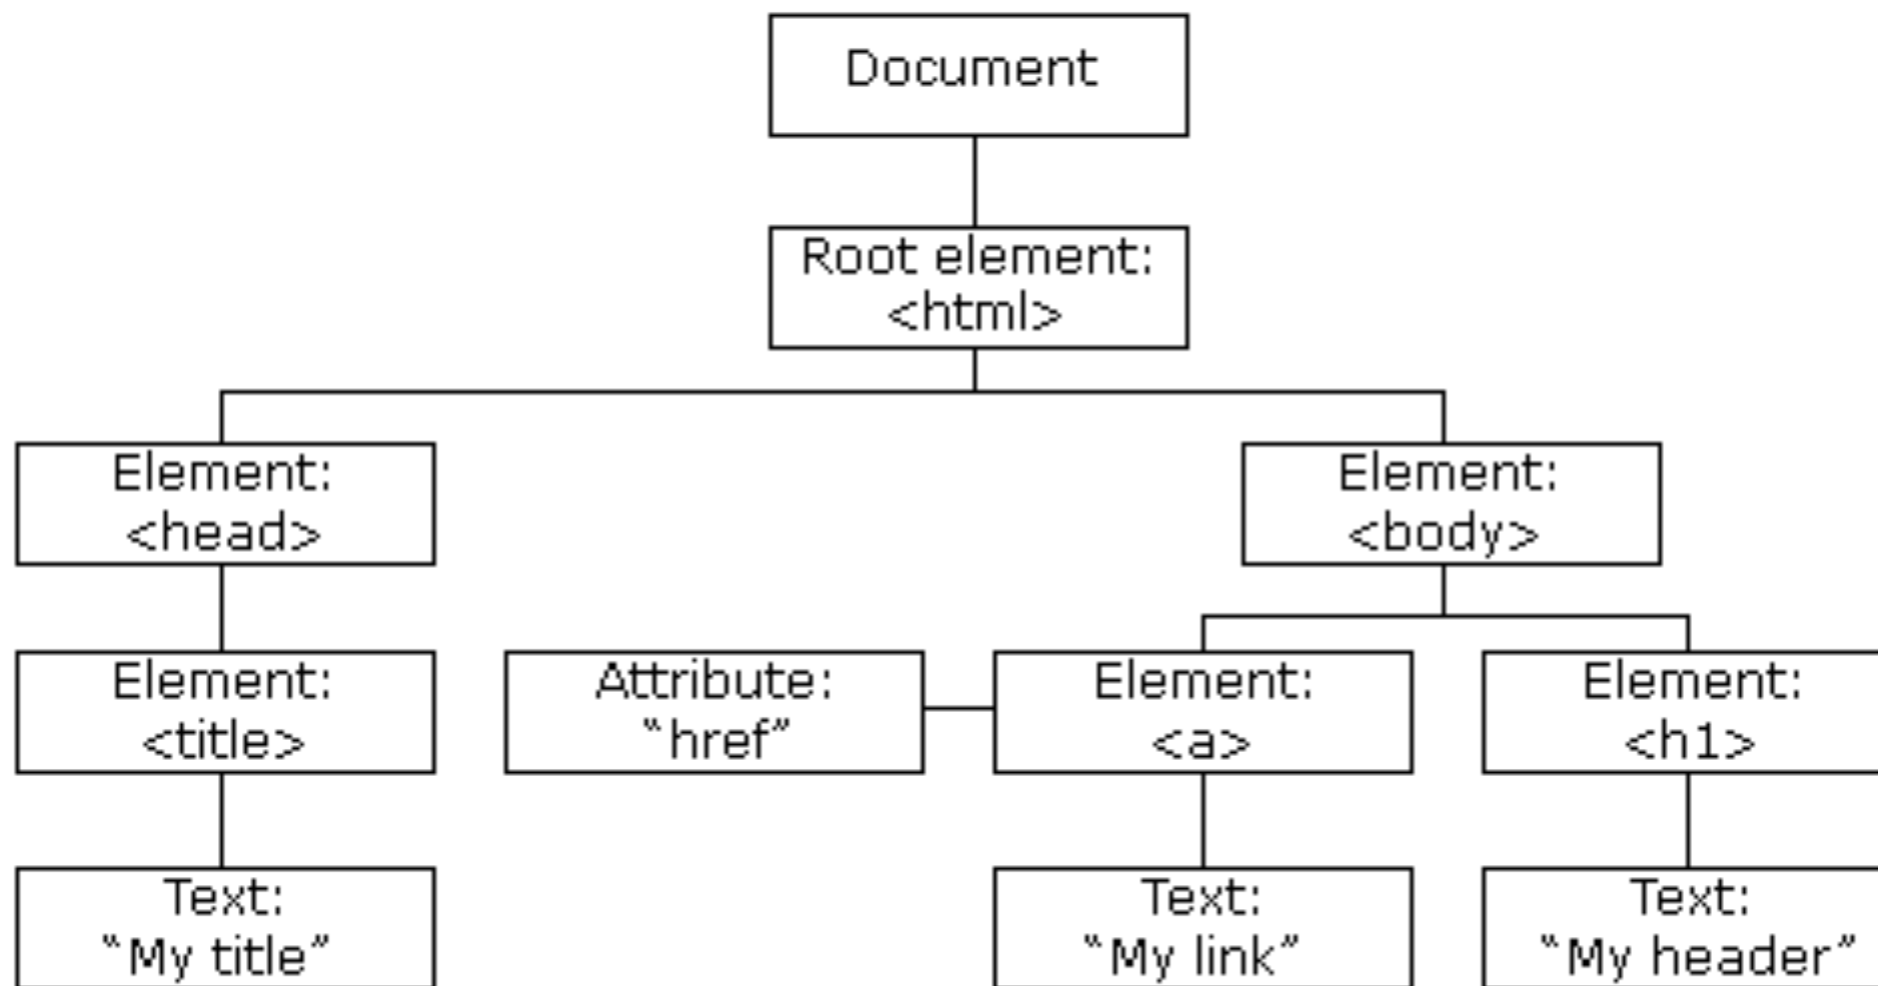 Document
Root element:
<html>
Element:
<head>
Element:
<body>
Element:
<title>
Attribute:
“href”
Element:
<a>
Element:
<h1>
Text:
“My title”
Text:
“My link”
Text:
“My header”